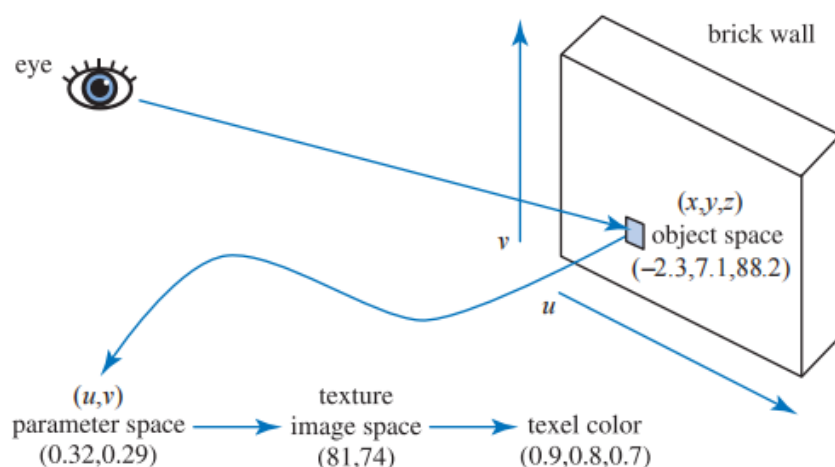 brick wall
eye
(x,y,z)
object space
(–2.3,7.1,88.2)
v
u
(u,v)
parameter space
(0.32,0.29)
texture
image space
(81,74)
texel color
(0.9,0.8,0.7)